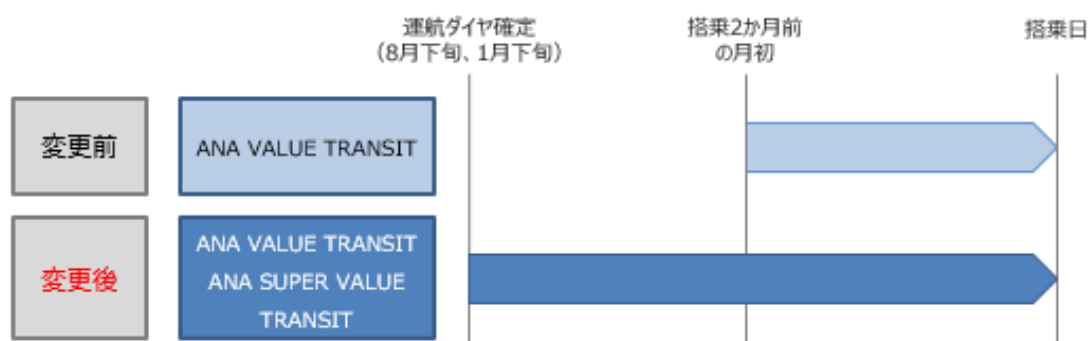 運航ダイヤ確定
（8月下旬、1月下旬）
搭乗2か月前
の月初
搭乗日
変更前
ANA VALUE TRANSIT
変更後
ANA VALUE TRANSIT
ANA SUPER VALUE
TRANSIT